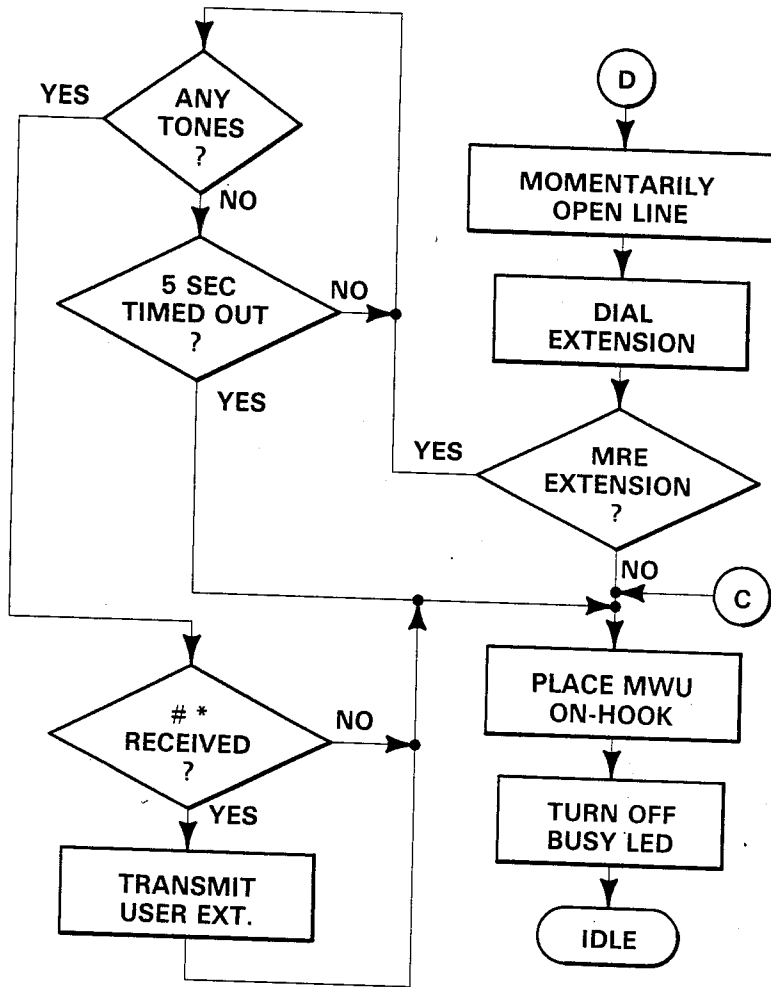 YES
ANY
TONES
?
NO
5 SEC
TIMED OUT
?
NO
YES
# *
RECEIVED
?
NO
YES
TRANSMIT
USER EXT.
D
MOMENTARILY
OPEN LINE
DIAL
EXTENSION
YES
MRE
EXTENSION
?
NO
C
PLACE MWU
ON-HOOK
TURN OFF
BUSY LED
IDLE